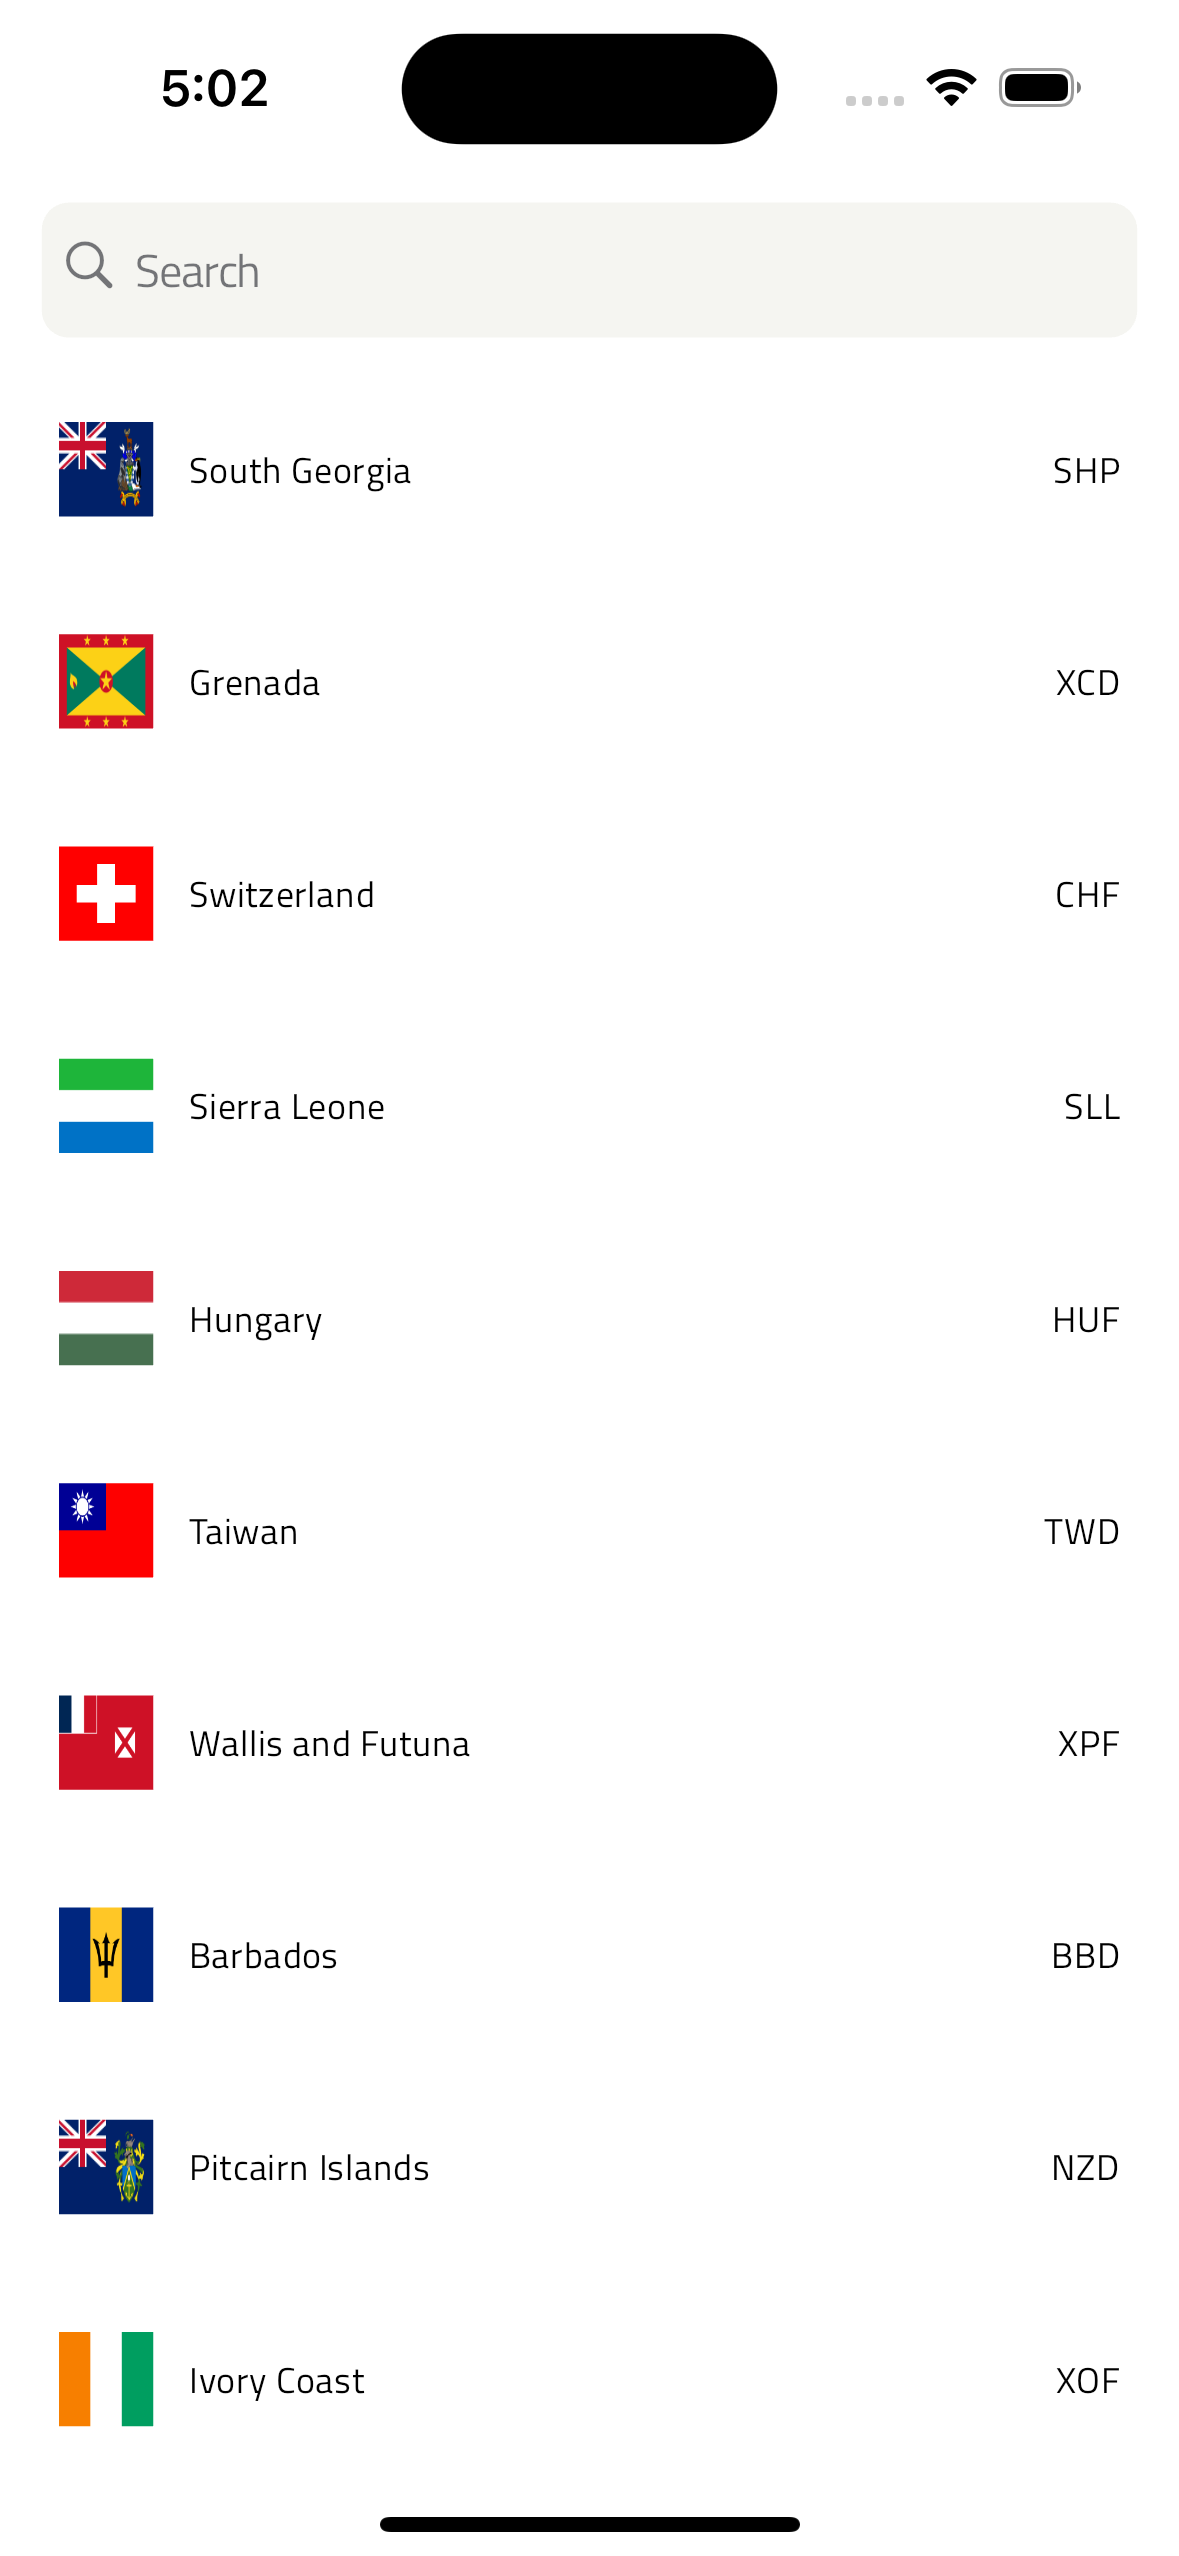 5:02
Search
South Georgia SHP
Grenada XCD
Switzerland CHF
Sierra Leone SLL
Hungary HUF
Taiwan TWD
Wallis and Futuna XPF
Barbados BBD
Pitcairn Islands NZD
Ivory Coast XOF